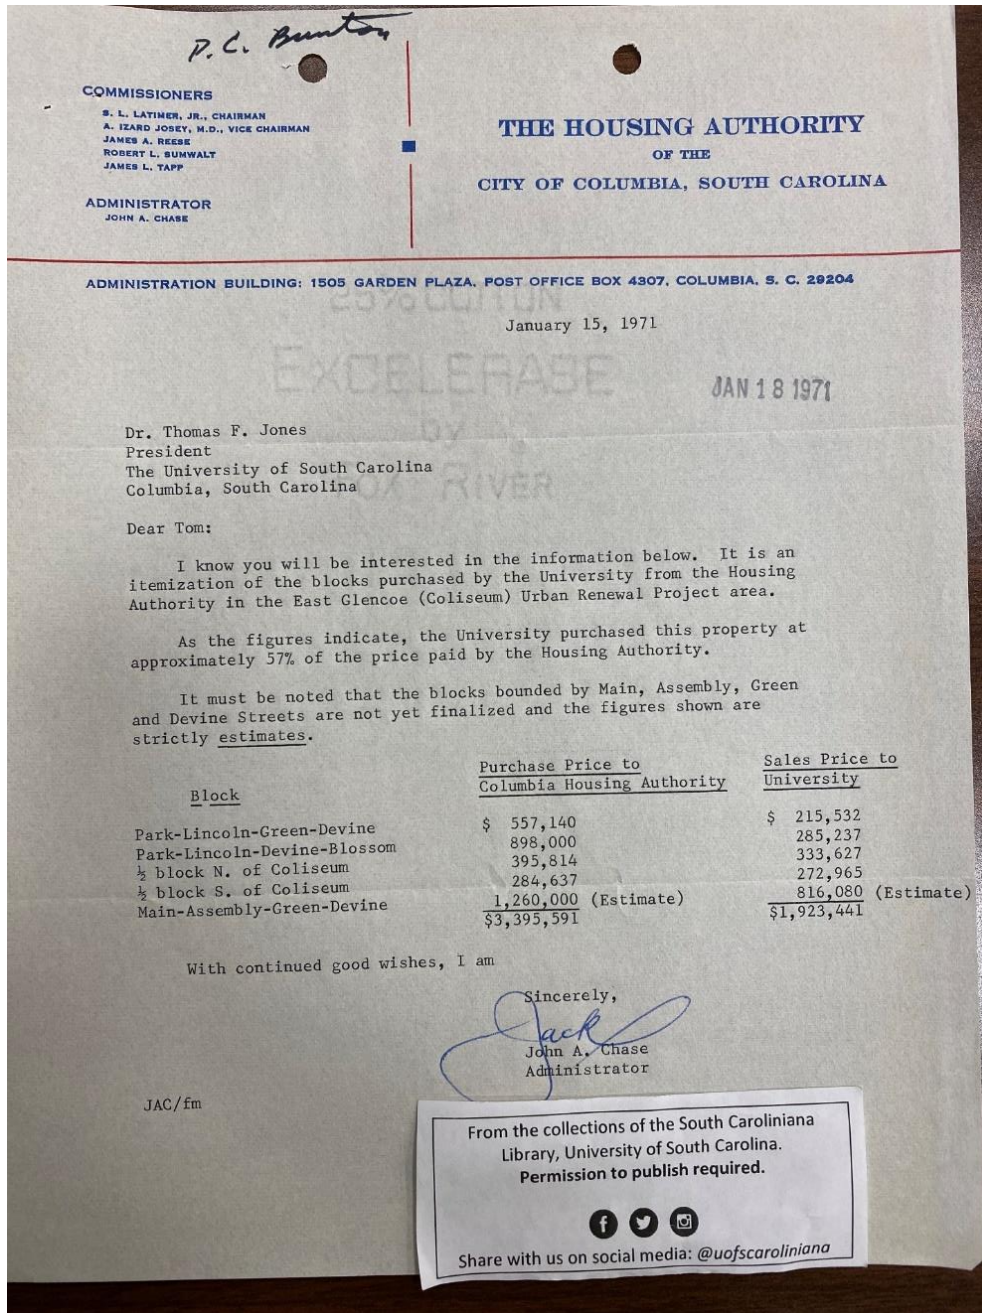 P. C. Bunton
COMMISSIONERS
S. L. LATIMER, JR., CHAIRMAN
A. IZARD JOSEY, M.D., VICE CHAIRMAN
JAMES A. REESE
ROBERT L. SUMWALT
JAMES L. TAPP
ADMINISTRATOR
JOHN A. CHASE
THE HOUSING AUTHORITY
OF THE
CITY OF COLUMBIA, SOUTH CAROLINA
ADMINISTRATION BUILDING: 1505 GARDEN PLAZA, POST OFFICE BOX 4307, COLUMBIA, S. C. 29204
25% COTTON
January 15, 1971
EXCELERASE
JAN 18 1971
BY
FOX RIVER
Dr. Thomas F. Jones
President
The University of South Carolina
Columbia, South Carolina
Dear Tom:
I know you will be interested in the information below. It is an
itemization of the blocks purchased by the University from the Housing
Authority in the East Glencoe (Coliseum) Urban Renewal Project area.
As the figures indicate, the University purchased this property at
approximately 57% of the price paid by the Housing Authority.
It must be noted that the blocks bounded by Main, Assembly, Green
and Devine Streets are not yet finalized and the figures shown are
strictly estimates.
Block
Purchase Price to
Columbia Housing Authority
Sales Price to
University
Park-Lincoln-Green-Devine $ 557,140 $ 215,532
Park-Lincoln-Devine-Blossom 898,000 285,237
½ block N. of Coliseum 395,814 333,627
½ block S. of Coliseum 284,637 272,965
Main-Assembly-Green-Devine 1,260,000 (Estimate) 816,080 (Estimate)
$3,395,591 $1,923,441
With continued good wishes, I am
Sincerely,
Jack
John A. Chase
Administrator
JAC/fm
From the collections of the South Caroliniana
Library, University of South Carolina.
Permission to publish required.
Share with us on social media: @uofscaroliniana